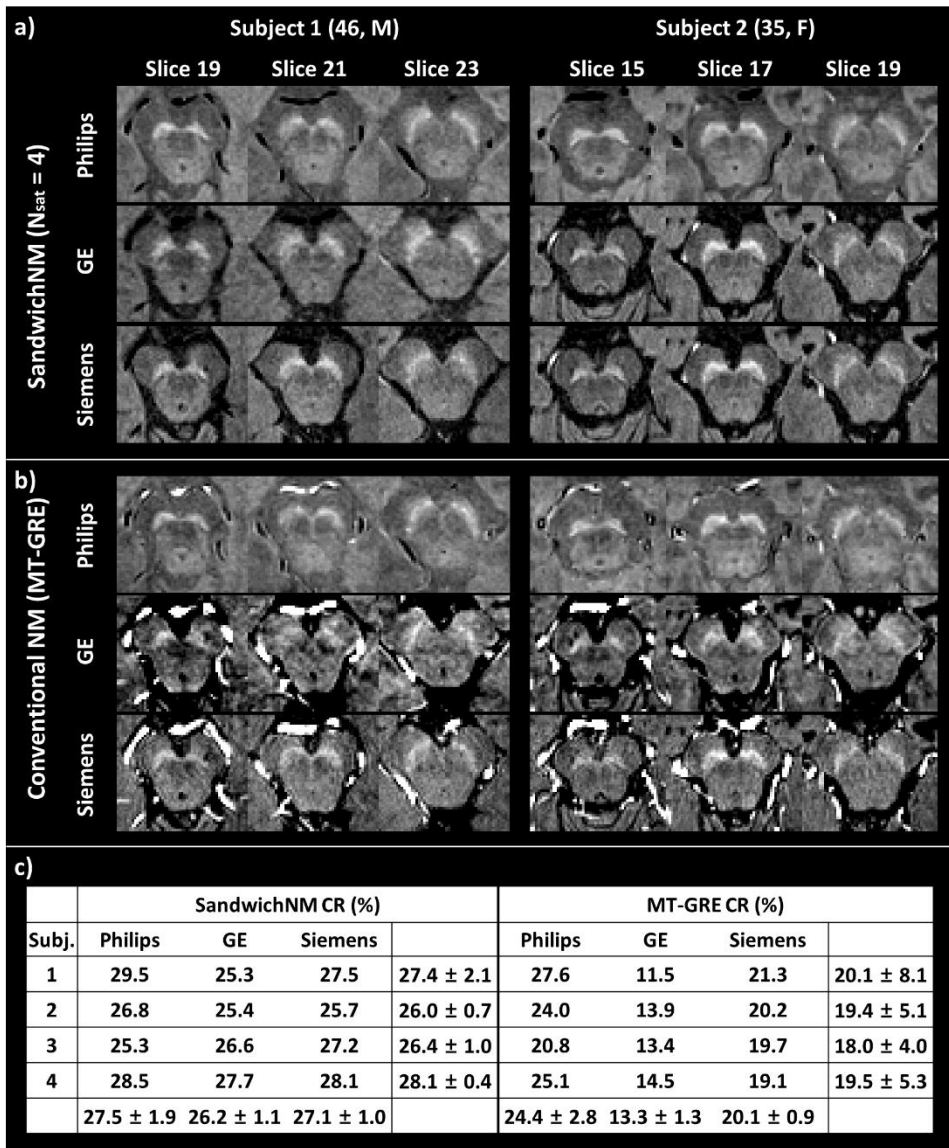 a)
Subject 1 (46, M) Subject 2 (35, F)
Slice 19 Slice 21 Slice 23 Slice 15 Slice 17 Slice 19
SandwichNM (Nsat = 4)
Philips
GE
Siemens
b)
Conventional NM (MT-GRE)
Philips
GE
Siemens
c)
SandwichNM CR (%) MT-GRE CR (%)
Subj. Philips GE Siemens Philips GE Siemens
1 29.5 25.3 27.5 27.4 ± 2.1 27.6 11.5 21.3 20.1 ± 8.1
2 26.8 25.4 25.7 26.0 ± 0.7 24.0 13.9 20.2 19.4 ± 5.1
3 25.3 26.6 27.2 26.4 ± 1.0 20.8 13.4 19.7 18.0 ± 4.0
4 28.5 27.7 28.1 28.1 ± 0.4 25.1 14.5 19.1 19.5 ± 5.3
27.5 ± 1.9 26.2 ± 1.1 27.1 ± 1.0 24.4 ± 2.8 13.3 ± 1.3 20.1 ± 0.9